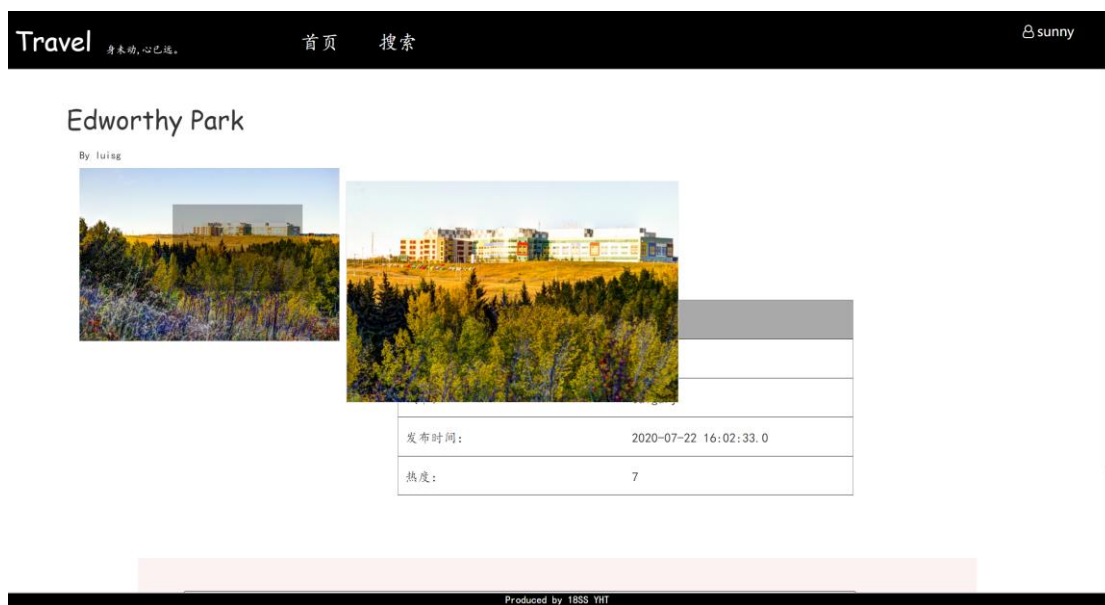 Travel 身未动,心已远。 首页 搜索 sunny
Edworthy Park
By luisg
发布时间: 2020-07-22 16:02:33.0
热度: 7
Produced by 18SS YHT